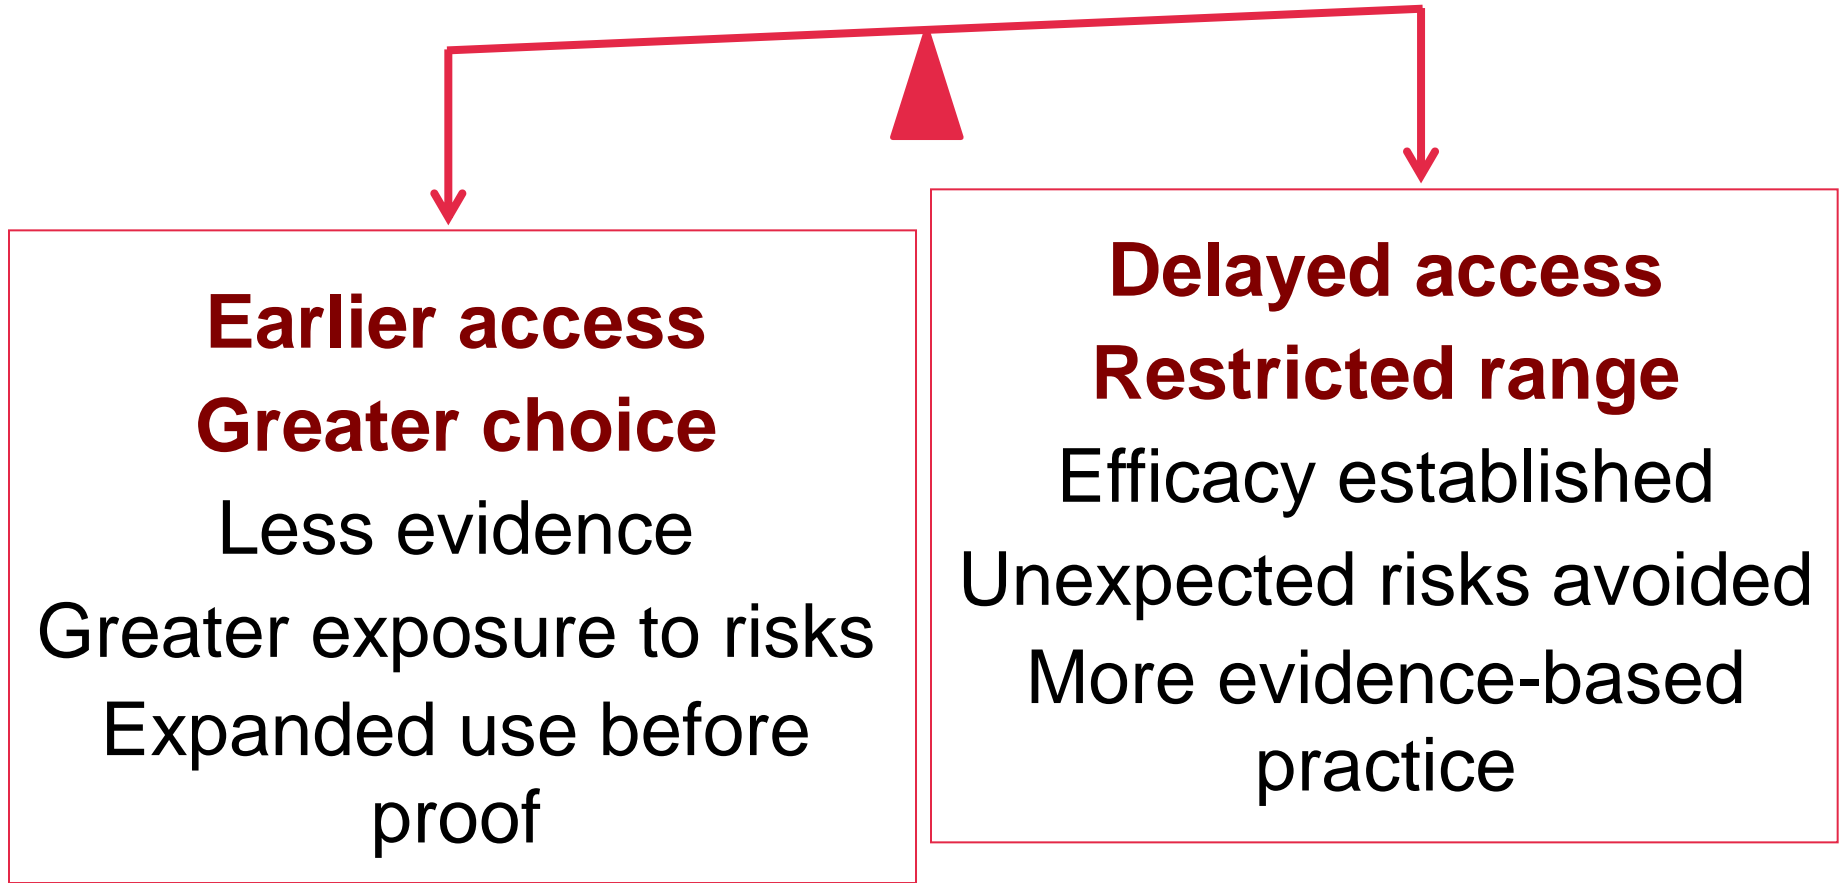 Earlier access
Greater choice
Less evidence
Greater exposure to risks
Expanded use before
proof
Delayed access
Restricted range
Efficacy established
Unexpected risks avoided
More evidence-based
practice